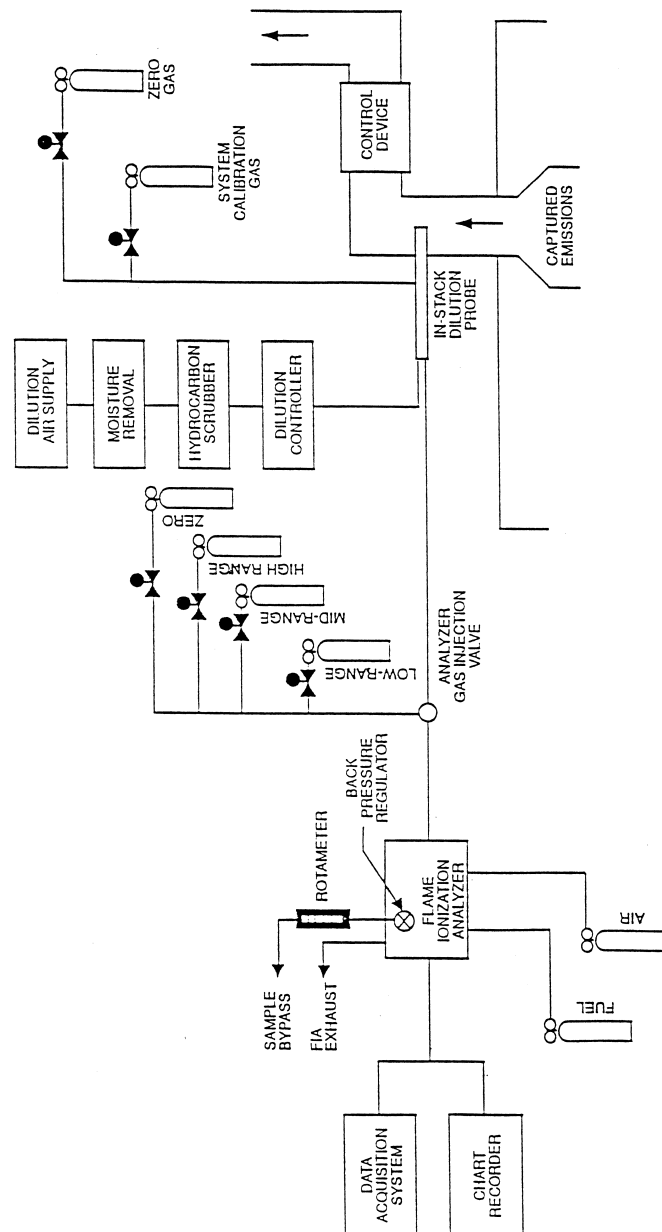 ZERO
GAS
SYSTEM
CALIBRATION
GAS
CONTROL
DEVICE
CAPTURED
EMISSIONS
IN-STACK
DILUTION
PROBE
DILUTION
AIR SUPPLY
MOISTURE
REMOVAL
HYDROCARBON
SCRUBBER
DILUTION
CONTROLLER
ZERO
HIGH RANGE
MID-RANGE
LOW-RANGE
ANALYZER
GAS INJECTION
VALVE
BACK
PRESSURE
REGULATOR
ROTAMETER
SAMPLE
BYPASS
FIA
EXHAUST
FLAME
IONIZATION
ANALYZER
AIR
FUEL
DATA
ACQUISITION
SYSTEM
CHART
RECORDER